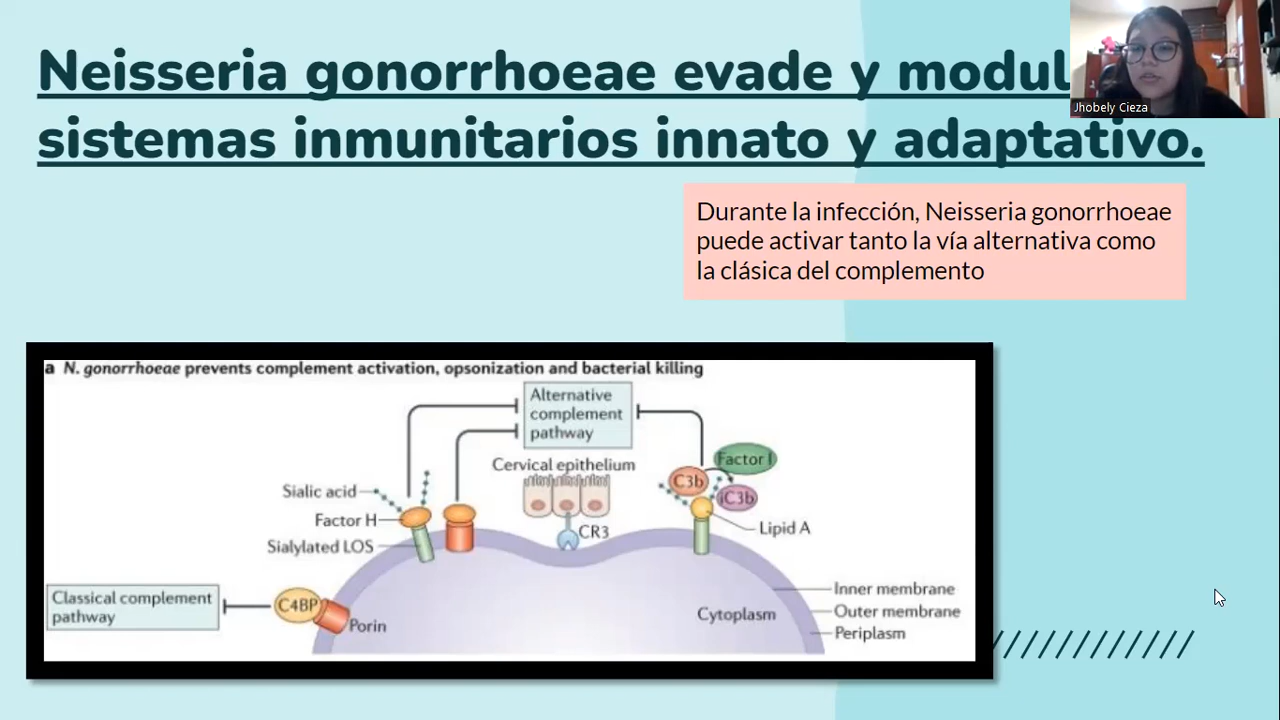 Neisseria gonorrhoeae evade y modul
sistemas inmunitarios innato y adaptativo.
Jhobely Cieza
Durante la infección, Neisseria gonorrhoeae
puede activar tanto la vía alternativa como
la clásica del complemento
a N. gonorrhoeae prevents complement activation, opsonization and bacterial killing
Alternative
complement
pathway
Cervical epithelium
Factor I
C3b
iC3b
Sialic acid
Factor H
Lipid A
CR3
Sialylated LOS
Classical complement
pathway
C4BP
Porin
Cytoplasm
Inner membrane
Outer membrane
Periplasm